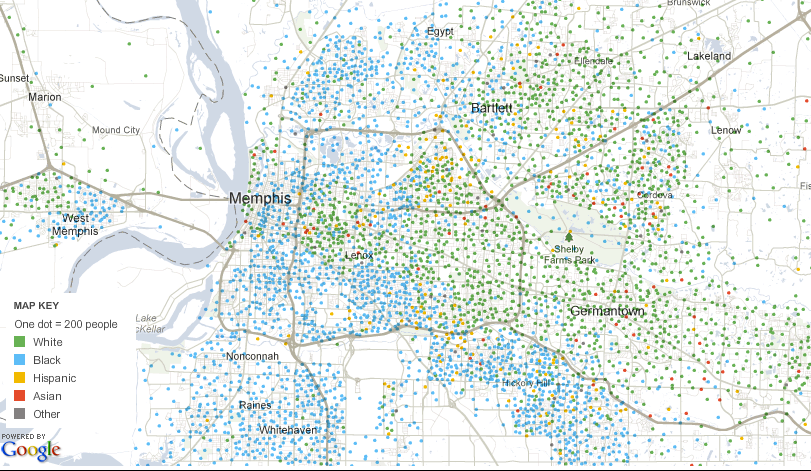 Brunswick
Egypt
Ellendale
Lakeland
Sunset
Marion
Bartlett
Mound City
Lenow
Memphis
Cordova
West
Memphis
Lenox
Shelby
Farms Park
MAP KEY
One dot = 200 people
White
Black
Hispanic
Asian
Other
Lake
cKellar
Germantown
Nonconnah
Hickory Hill
Raines
Whitehaven
POWERED BY
Google